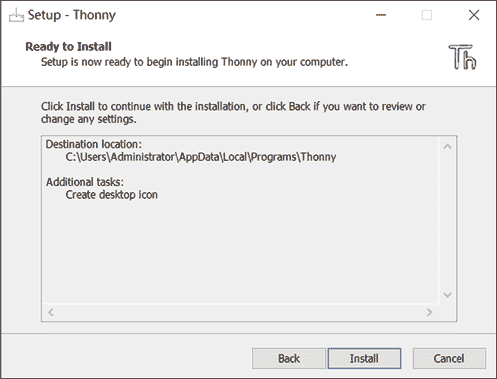 Setup - Thonny
Ready to Install
Setup is now ready to begin installing Thonny on your computer.
Th
Click Install to continue with the installation, or click Back if you want to review or
change any settings.
Destination location:
C:\Users\Administrator\AppData\Local\Programs\Thonny
Additional tasks:
Create desktop icon
Back
Install
Cancel